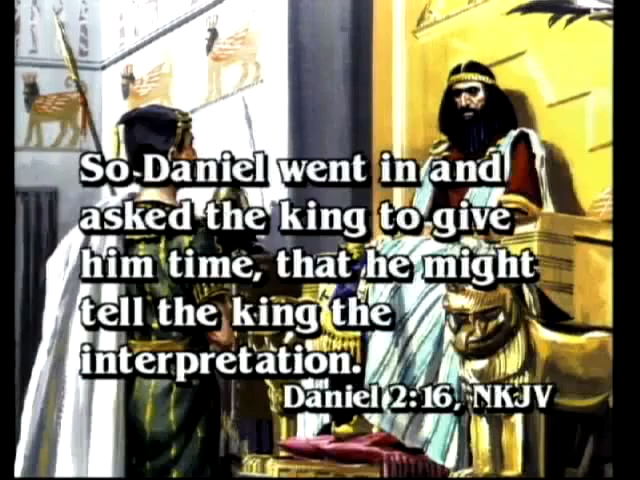 So Daniel went in and
asked the king to give
him time, that he might
tell the king the
interpretation.
Daniel 2:16, NKJV